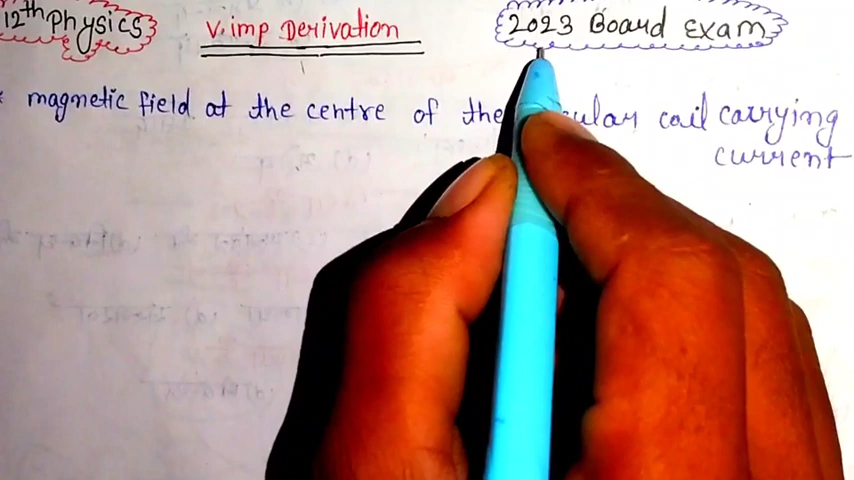 12th Physics V. imp Derivation 2023 Board Exam
magnetic field at the centre of the coil carrying
current